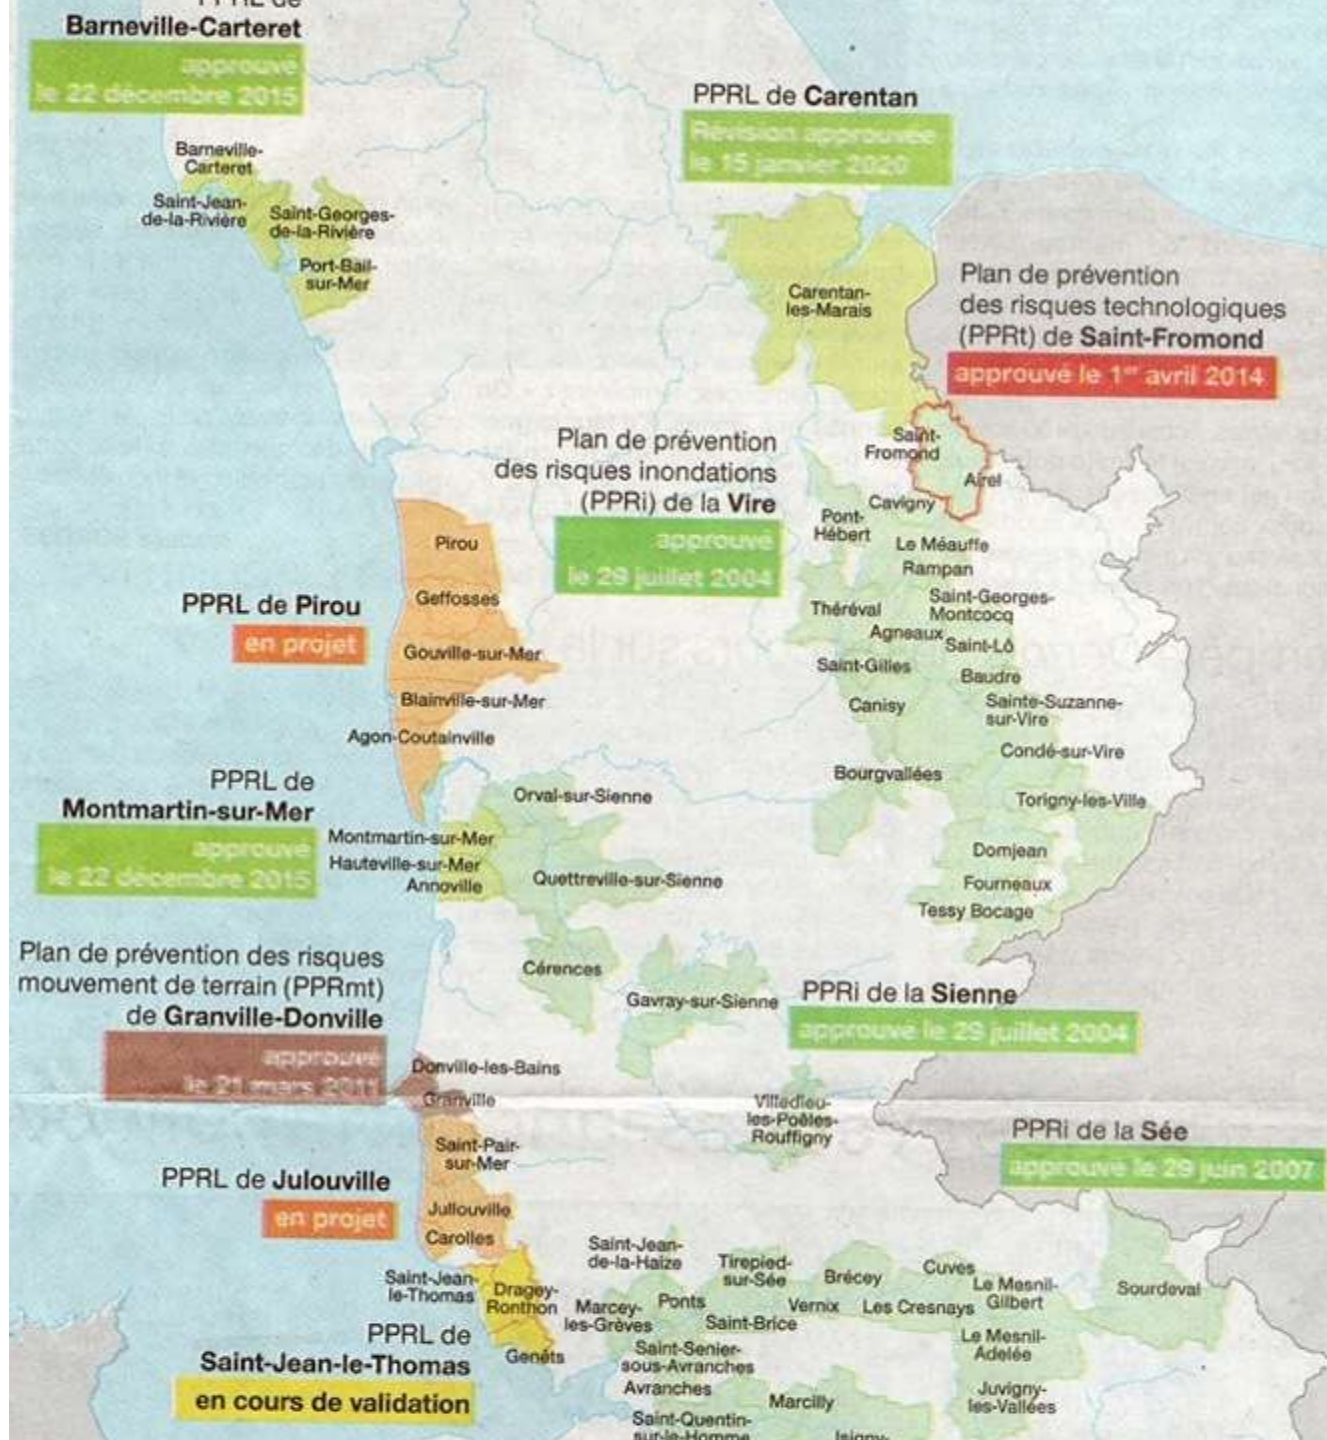 PPRL de
Barneville-Carteret
approuvé
le 22 décembre 2015
Barneville-
Carteret
Saint-Jean-
de-la-Rivière
Saint-Georges-
de-la-Rivière
Port-Bail-
sur-Mer
PPRL de Carentan
Révision approuvée
le 15 janvier 2020
Carentan-
les-Marais
Plan de prévention
des risques technologiques
(PPRt) de Saint-Fromond
approuvé le 1er avril 2014
Saint-
Fromond
Airel
Plan de prévention
des risques inondations
(PPRi) de la Vire
approuvé
le 29 juillet 2004
Cavigny
Pont-
Hébert
Le Méauffe
Rampan
Saint-Georges-
Montcocq
Théréval
Agneaux
Saint-Lô
Saint-Gilles
Baudre
Canisy
Sainte-Suzanne-
sur-Vire
Condé-sur-Vire
Bourgvallées
Torigny-les-Ville
Domjean
Fourneaux
Tessy Bocage
Pirou
Geffosses
PPRL de Pirou
en projet
Gouville-sur-Mer
Blainville-sur-Mer
Agon-Coutainville
PPRL de
Montmartin-sur-Mer
approuvé
le 22 décembre 2015
Orval-sur-Sienne
Montmartin-sur-Mer
Hauteville-sur-Mer
Annoville
Quettreville-sur-Sienne
Plan de prévention des risques
mouvement de terrain (PPRmt)
de Granville-Donville
approuvé
le 21 mars 2011
Cérences
Gavray-sur-Sienne
PPRi de la Sienne
approuvé le 29 juillet 2004
Donville-les-Bains
Granville
Villedieu-
les-Poêles-
Rouffigny
Saint-Pair-
sur-Mer
PPRL de Julouville
en projet
Jullouville
Carolles
PPRi de la Sée
approuvé le 29 juin 2007
Saint-Jean-
le-Thomas
Dragey-
Ronthon
Genêts
PPRL de
Saint-Jean-le-Thomas
en cours de validation
Saint-Jean-
de-la-Haize
Tirepied-
sur-Sée
Brécey
Cuves
Le Mesnil-
Gilbert
Sourdeval
Marcey-
les-Grèves
Ponts
Vernix
Les Cresnays
Saint-Brice
Le Mesnil-
Adelée
Saint-Senier-
sous-Avranches
Avranches
Marcilly
Juvigny-
les-Vallées
Saint-Quentin-
sur-le-Homme
Isigny-